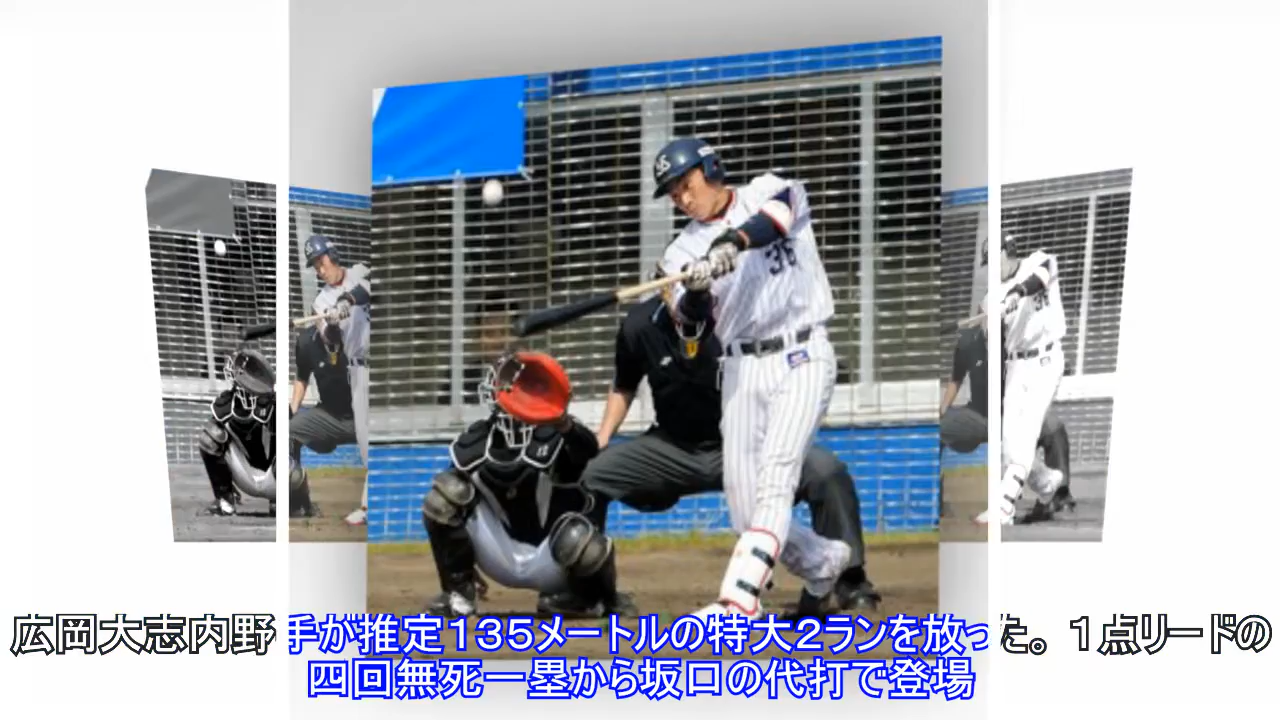 広岡大志内野手が推定１３５メートルの特大２ランを放った。１点リードの
四回無死一塁から坂口の代打で登場
36